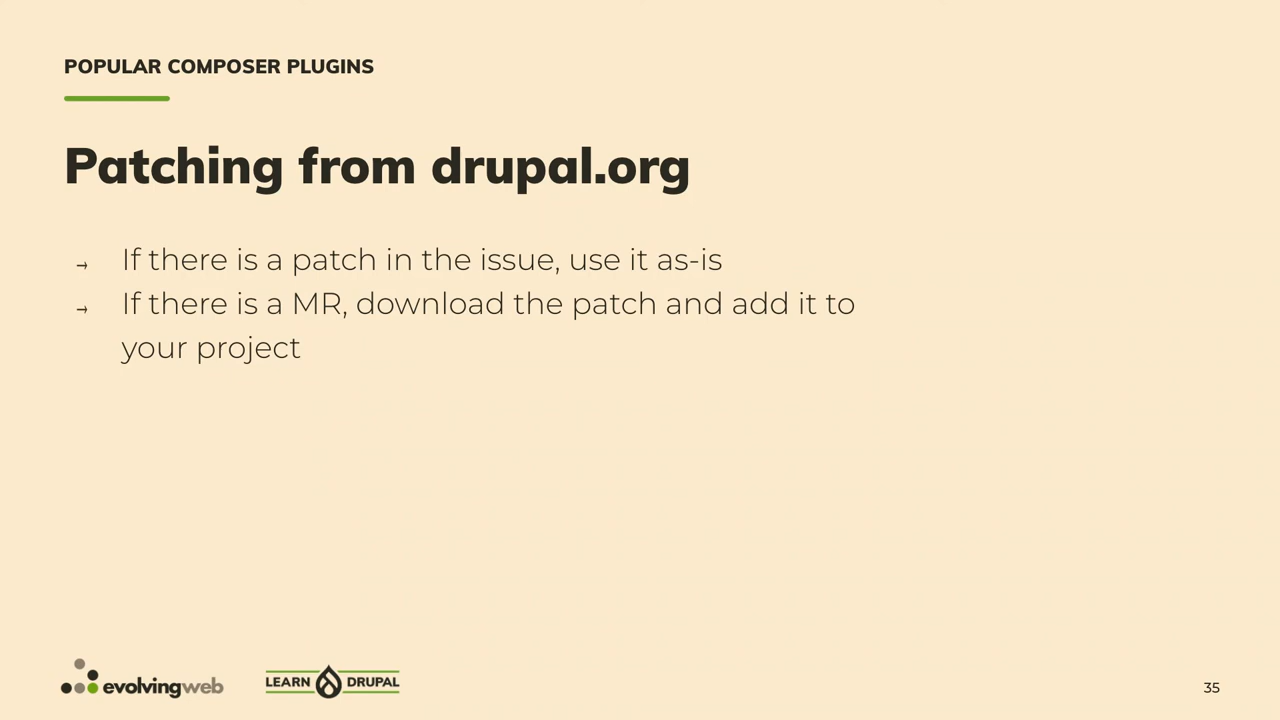 POPULAR COMPOSER PLUGINS
Patching from drupal.org
→ If there is a patch in the issue, use it as-is
→ If there is a MR, download the patch and add it to
your project
evolvingweb
LEARN DRUPAL
35